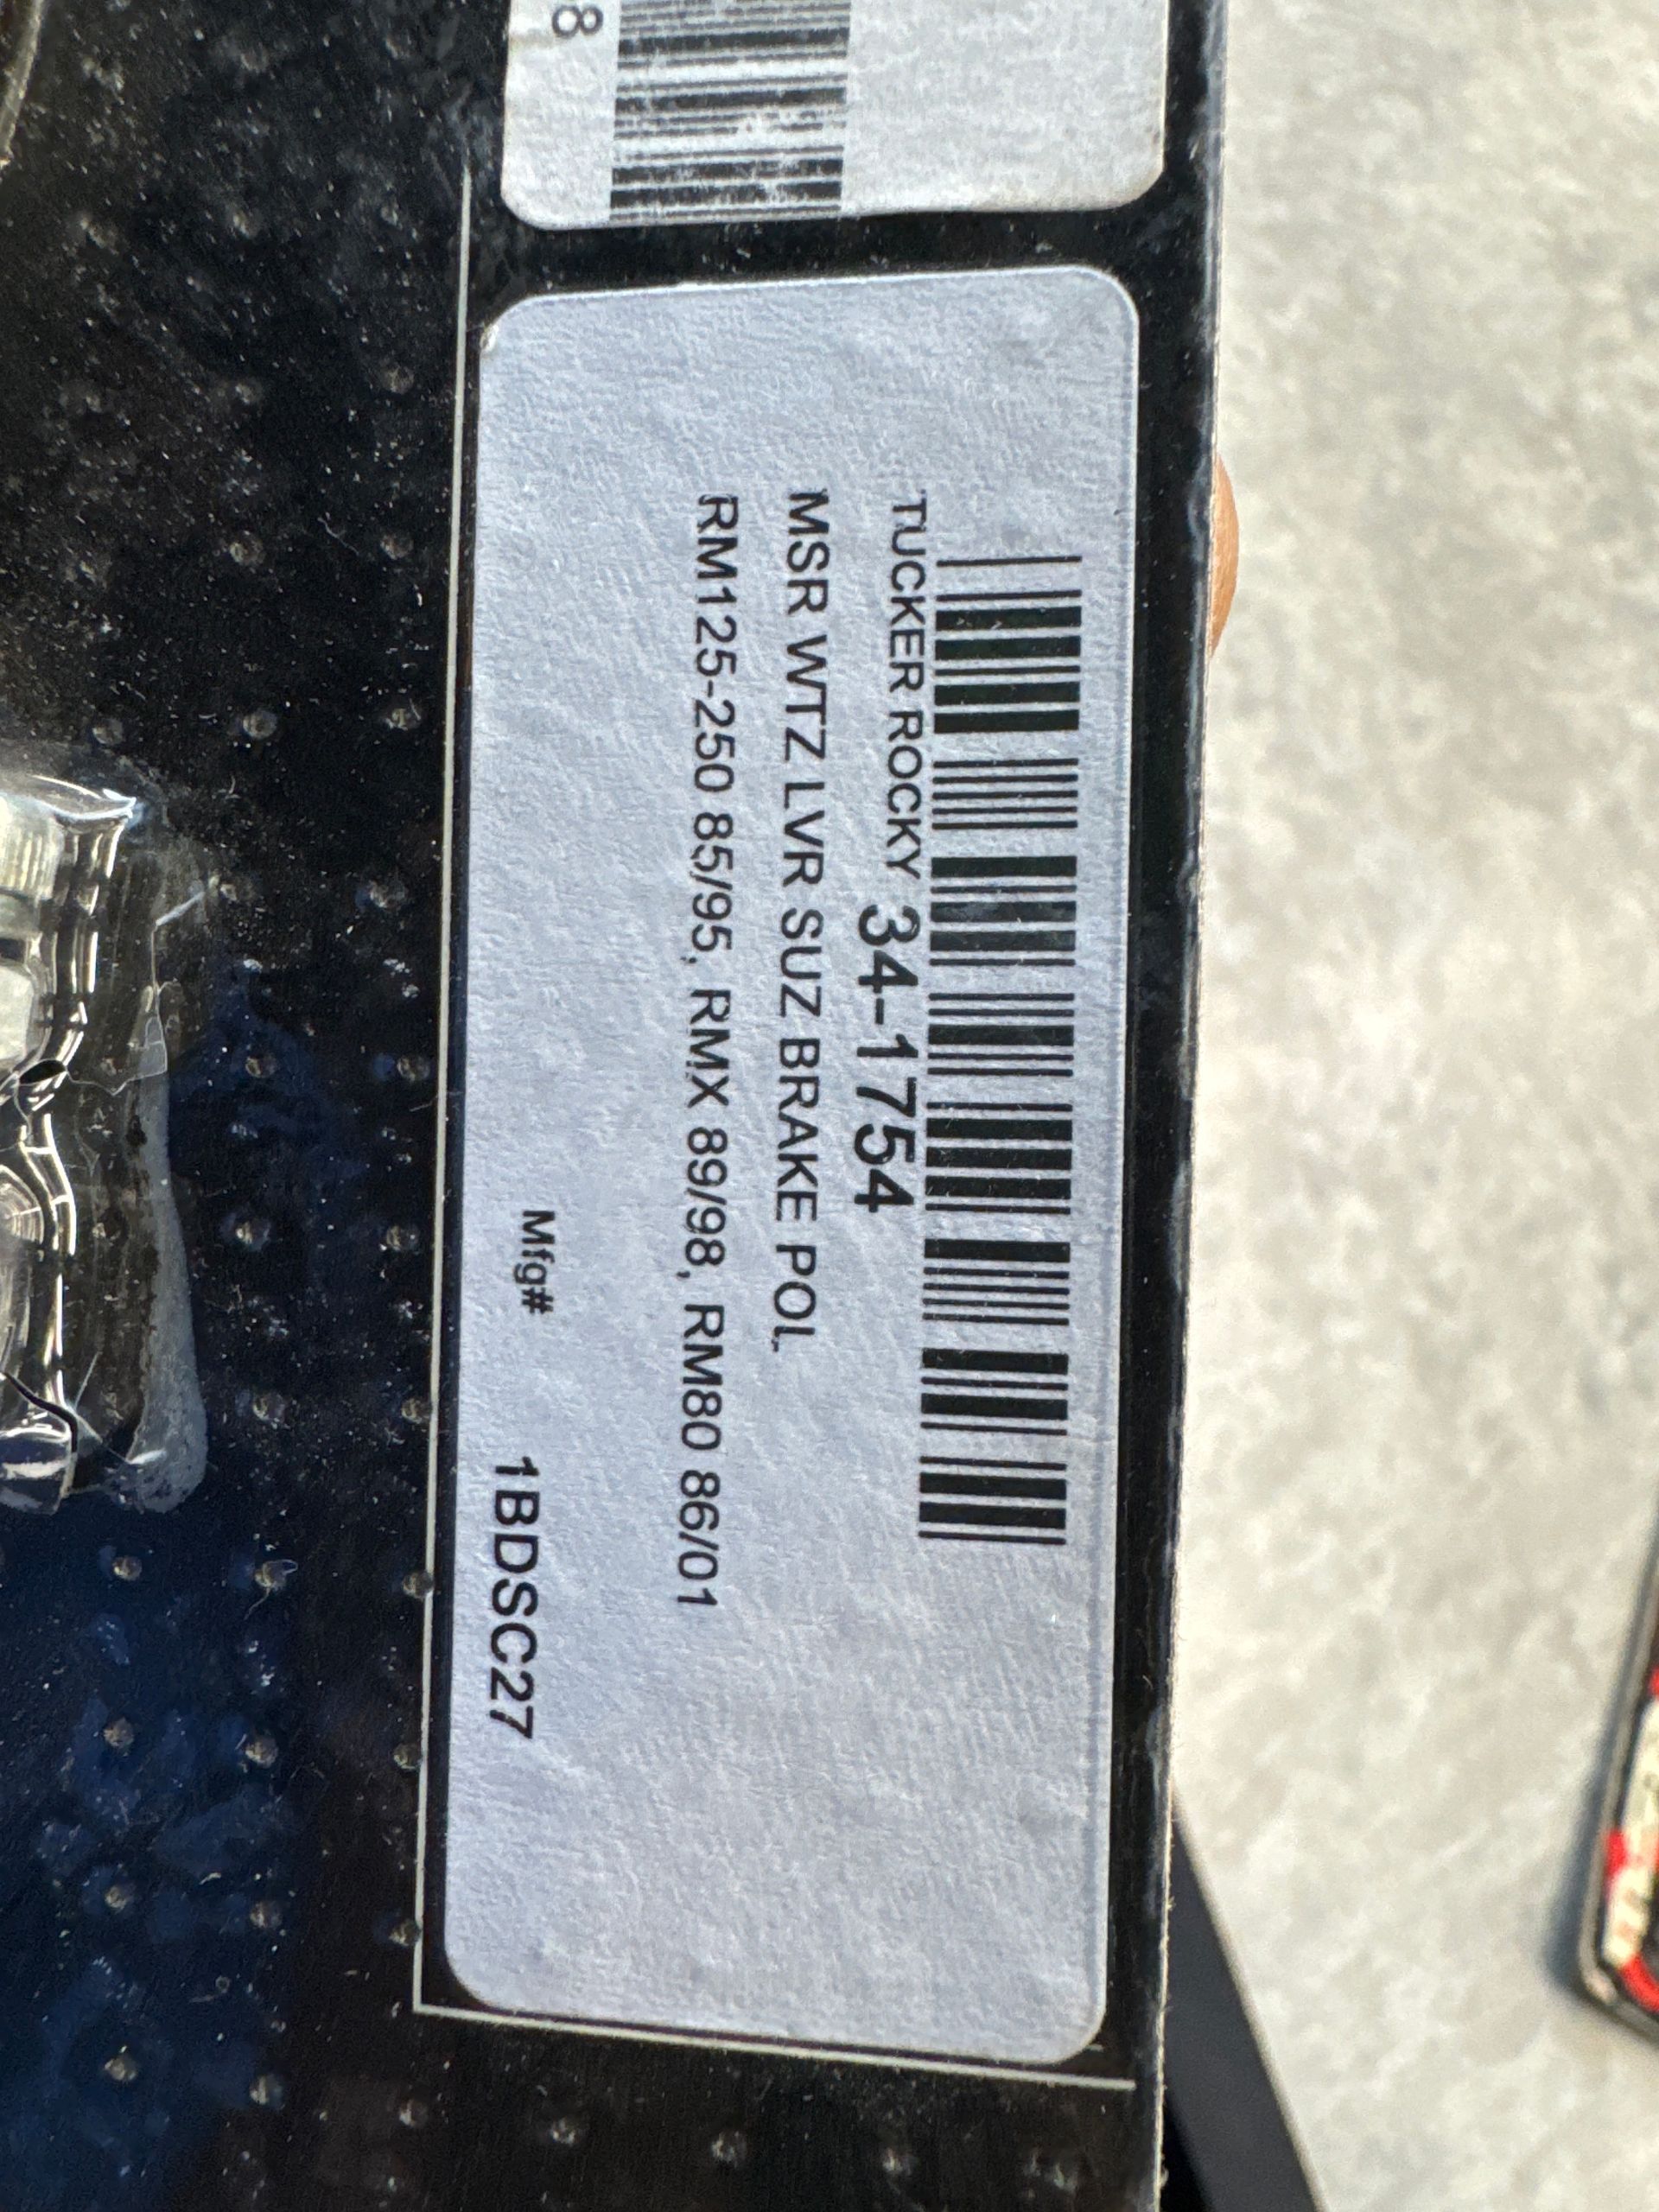 8
TUCKER ROCKY 34-1754
MSR WTZ LVR SUZ BRAKE POL
RM125-250 85/95, RMX 89/98, RM80 86/01
Mfg# 1BDSC27